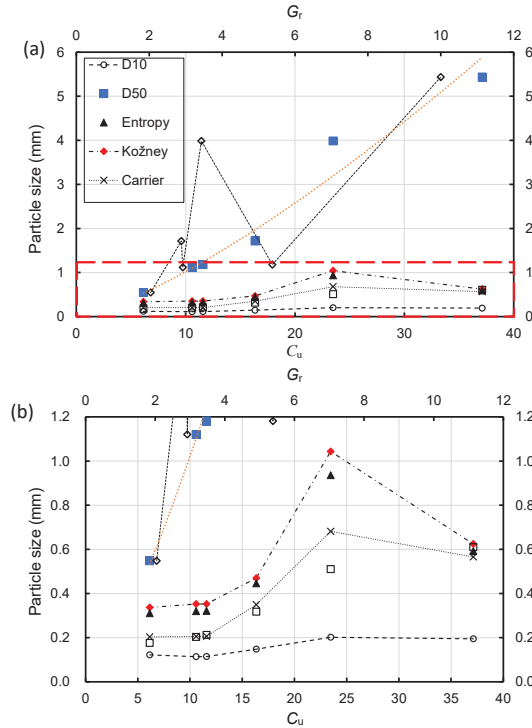 Gr
0 2 4 6 8 10 12
(a)
6 5 4 3 2 1 0
Particle size (mm)
D10
D50
Entropy
Kožney
Carrier
6 5 4 3 2 1 0
0 10 20 30 40
Cu
Gr
0 2 4 6 8 10 12 14
(b)
1.2 1.0 0.8 0.6 0.4 0.2 0.0
Particle size (mm)
1.2 1.0 0.8 0.6 0.4 0.2 0.0
0 5 10 15 20 25 30 35 40
Cu